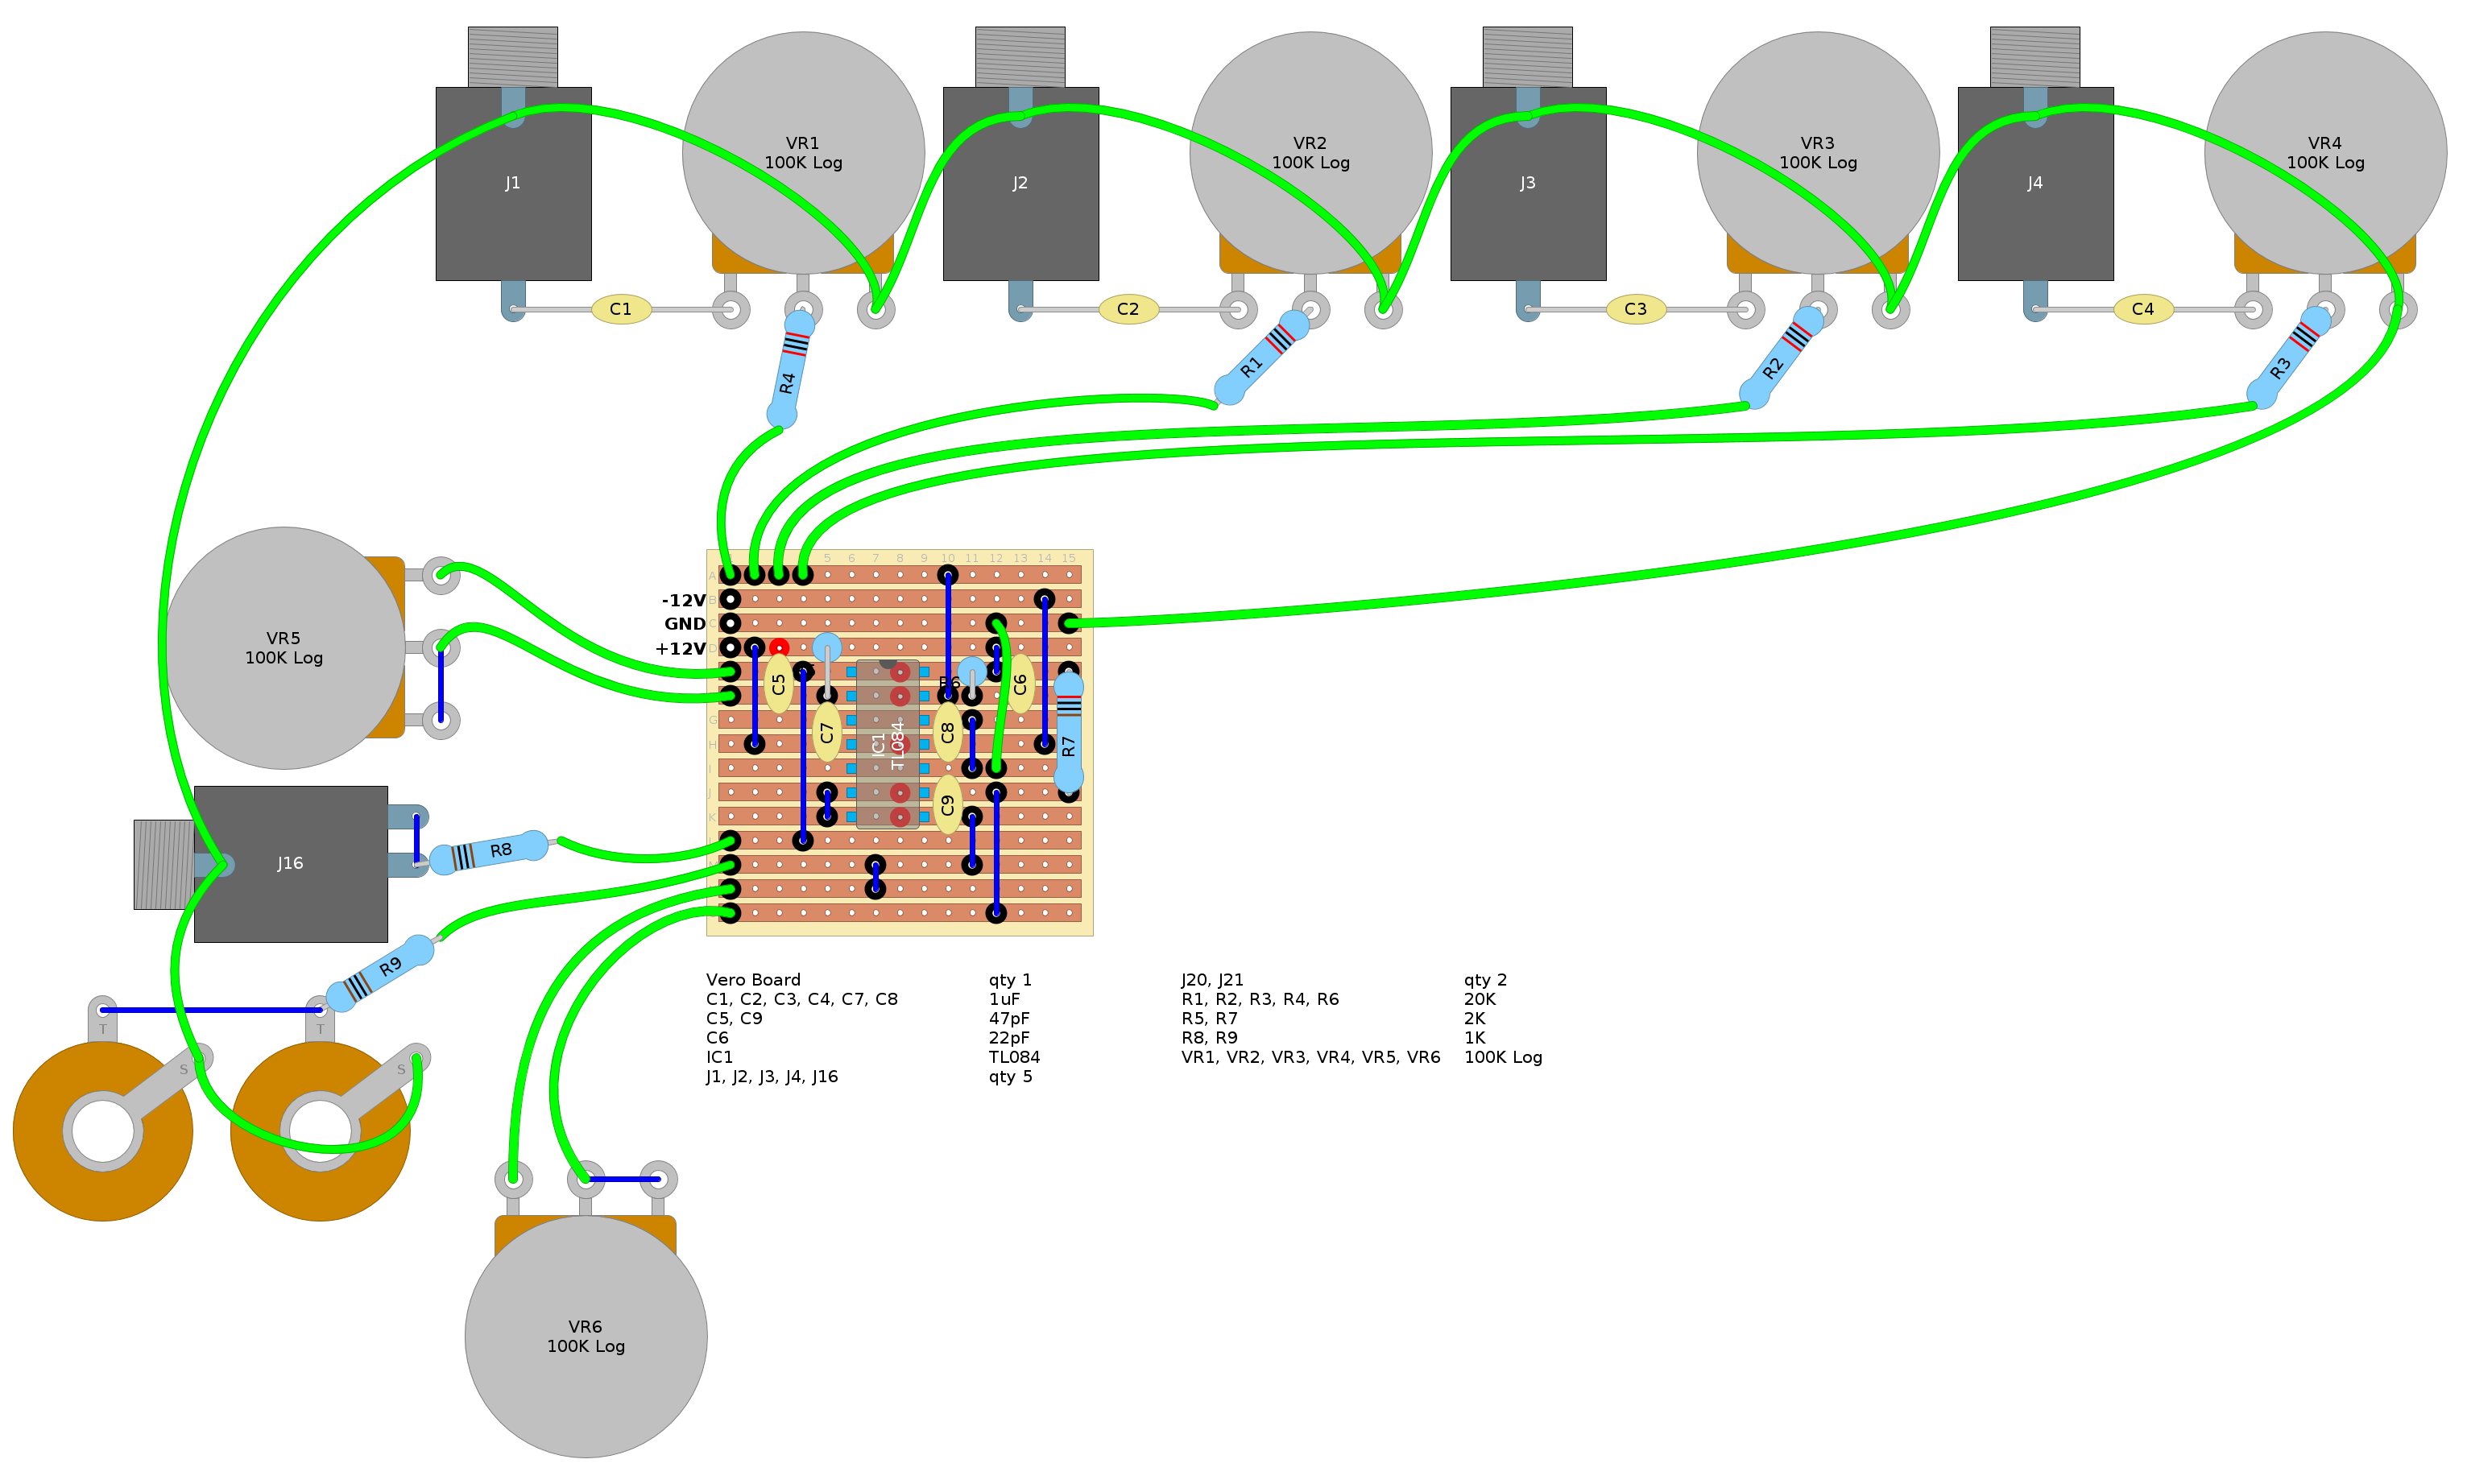 VR1
100K Log
VR2
100K Log
VR3
100K Log
VR4
100K Log
J1
J2
J3
J4
C1
C2
C3
C4
R4
R1
R2
R3
5 6 7 8 9 10 11 12 13 14 15
A
-12V B
GND C
+12V D
VR5
100K Log
C5
R6
C6
G
C7
IC1
TL084
C8
H
R7
I
J
C9
K
R8
J16
R9
T
T
S
S
Vero Board qty 1 J20, J21 qty 2
C1, C2, C3, C4, C7, C8 1uF R1, R2, R3, R4, R6 20K
C5, C9 47pF R5, R7 2K
C6 22pF R8, R9 1K
IC1 TL084 VR1, VR2, VR3, VR4, VR5, VR6 100K Log
J1, J2, J3, J4, J16 qty 5
VR6
100K Log